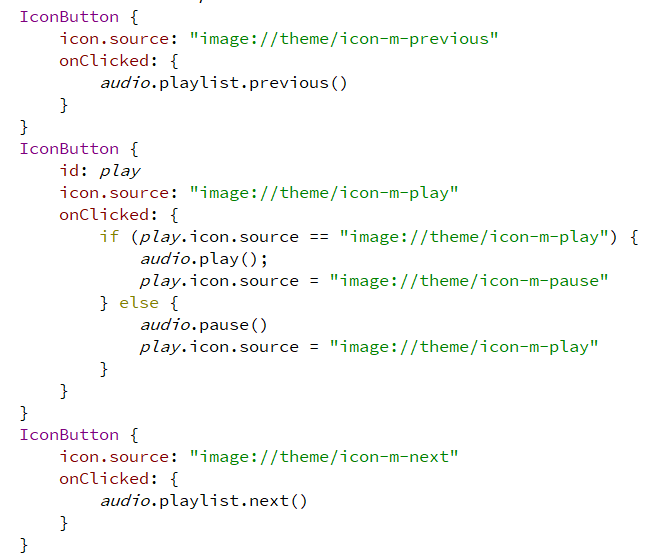 IconButton {
    icon.source: "image://theme/icon-m-previous"
    onClicked: {
        audio.playlist.previous()
    }
}
IconButton {
    id: play
    icon.source: "image://theme/icon-m-play"
    onClicked: {
        if (play.icon.source == "image://theme/icon-m-play") {
            audio.play();
            play.icon.source = "image://theme/icon-m-pause"
        } else {
            audio.pause()
            play.icon.source = "image://theme/icon-m-play"
        }
    }
}
IconButton {
    icon.source: "image://theme/icon-m-next"
    onClicked: {
        audio.playlist.next()
    }
}